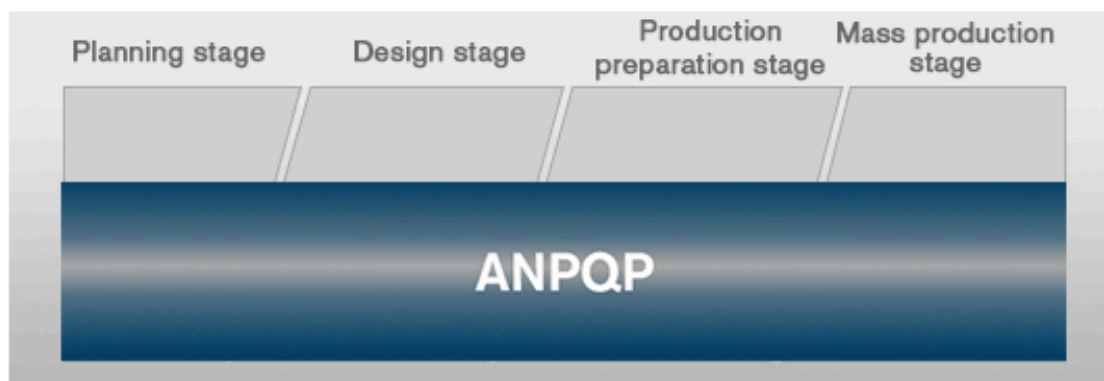 Planning stage
Design stage
Production
preparation stage
Mass production
stage
ANPQP